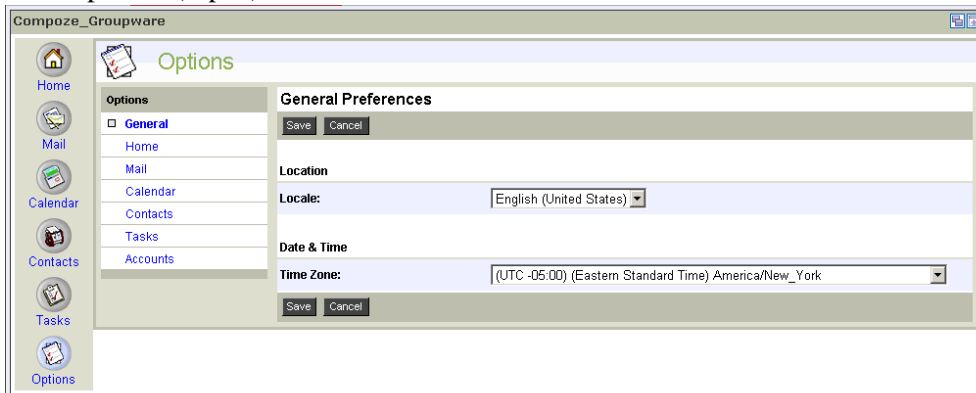 Compoze_Groupware
Home
Mail
Calendar
Contacts
Tasks
Options
Options
Options
General
Home
Mail
Calendar
Contacts
Tasks
Accounts
General Preferences
Save Cancel
Location
Locale: English (United States)
Date & Time
Time Zone: (UTC -05:00) (Eastern Standard Time) America/New_York
Save Cancel